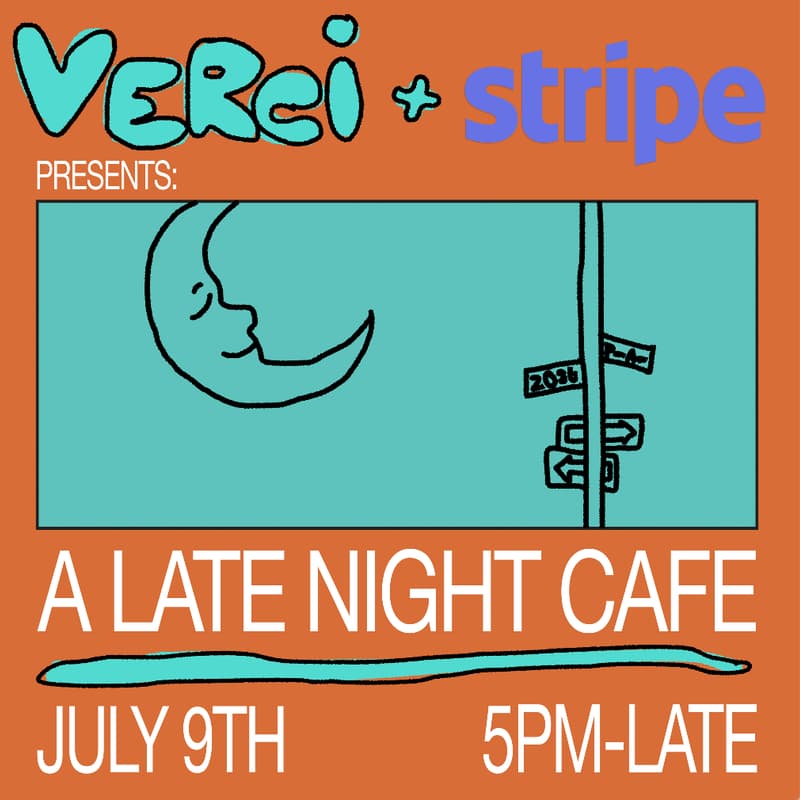 VERCI + stripe
PRESENTS:
A LATE NIGHT CAFE
JULY 9TH
5PM-LATE